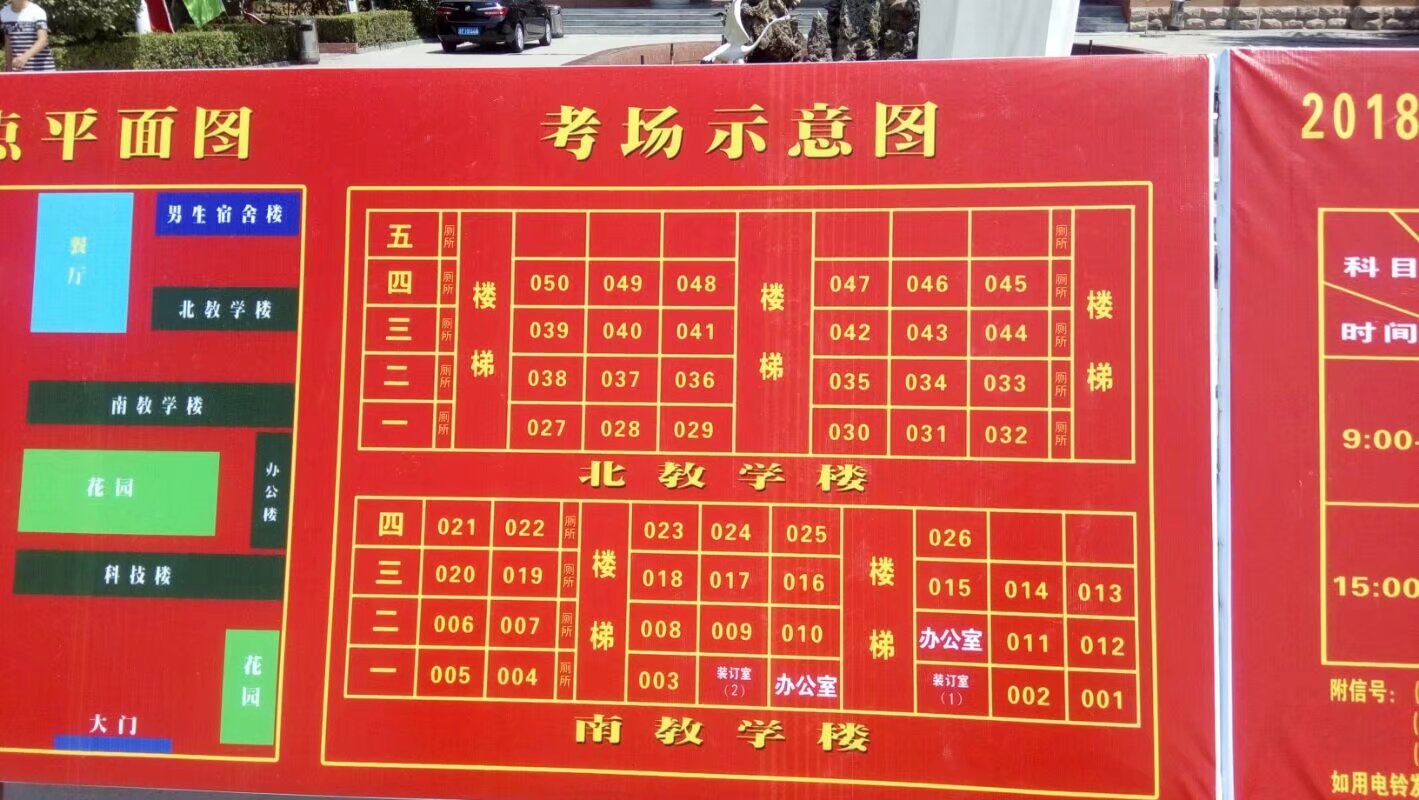 点平面图
餐厅
男生宿舍楼
北教学楼
南教学楼
花园
办公楼
科技楼
花园
大门
考场示意图
五 厕所 楼梯 楼梯 厕所 楼梯
四 厕所 050 049 048 047 046 045 厕所
三 厕所 039 040 041 042 043 044 厕所
二 厕所 038 037 036 035 034 033 厕所
一 厕所 027 028 029 030 031 032 厕所
北教学楼
四 021 022 厕所 楼梯 023 024 025 楼梯 026
三 020 019 厕所 018 017 016 015 014 013
二 006 007 厕所 008 009 010 办公室 011 012
一 005 004 厕所 003 装订室(2) 办公室 装订室(1) 002 001
南教学楼
2018
科目
时间
9:00-
15:00
附信号：
如用电铃发